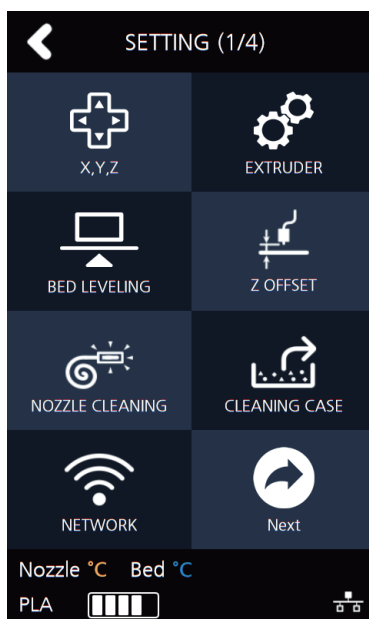 SETTING (1/4)
X,Y,Z
EXTRUDER
BED LEVELING
Z OFFSET
NOZZLE CLEANING
CLEANING CASE
NETWORK
Next
Nozzle °C Bed °C
PLA